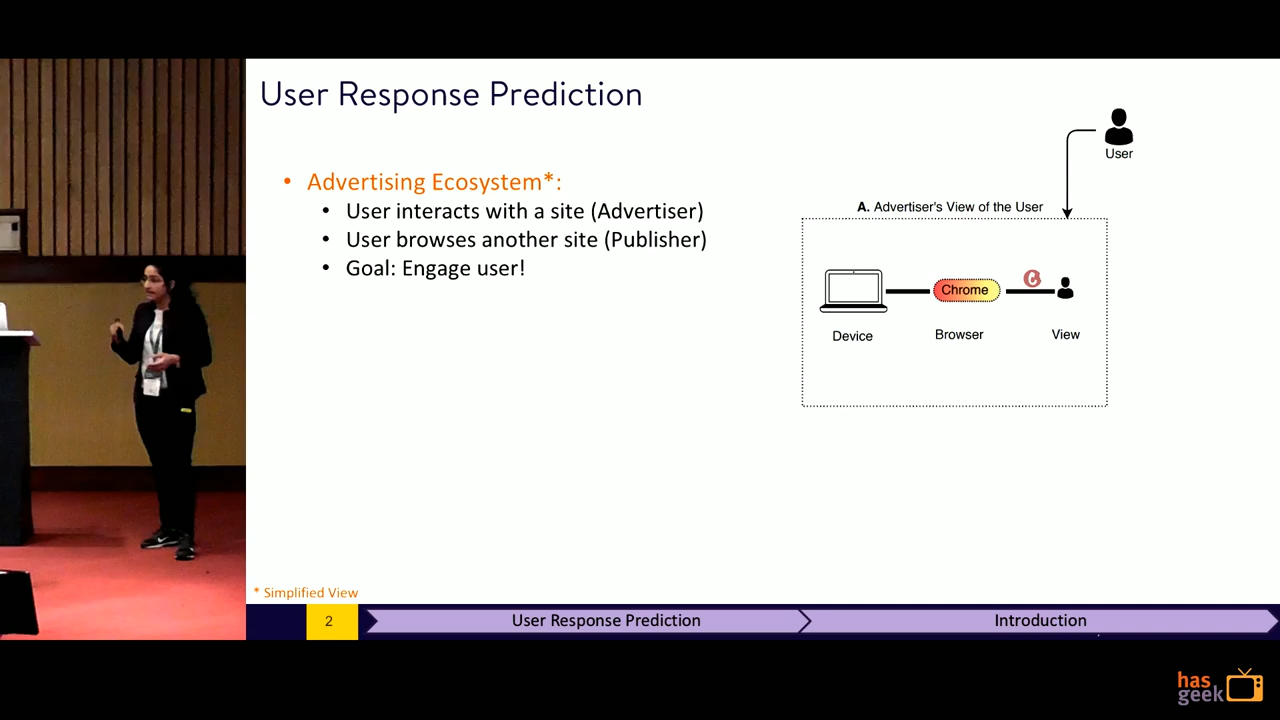 User Response Prediction
• Advertising Ecosystem*:
• User interacts with a site (Advertiser)
• User browses another site (Publisher)
• Goal: Engage user!
User
A. Advertiser's View of the User
Chrome
Device
Browser
View
* Simplified View
2
User Response Prediction
Introduction
has
geek